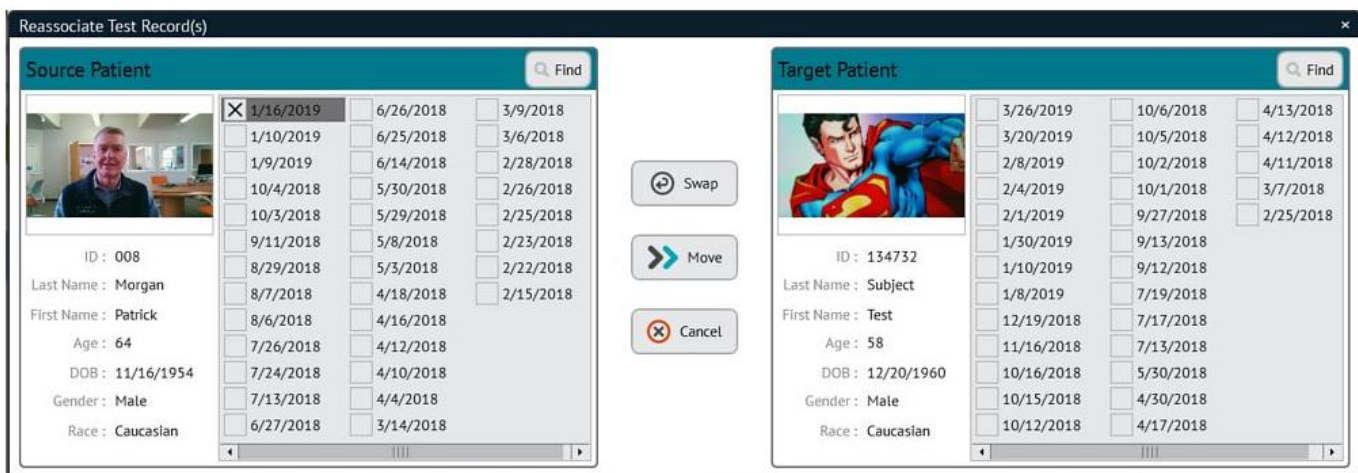 Reassociate Test Record(s)
Source Patient
Find
1/16/2019 6/26/2018 3/9/2018
1/10/2019 6/25/2018 3/6/2018
1/9/2019 6/14/2018 2/28/2018
10/4/2018 5/30/2018 2/26/2018
10/3/2018 5/29/2018 2/25/2018
9/11/2018 5/8/2018 2/23/2018
8/29/2018 5/3/2018 2/22/2018
8/7/2018 4/18/2018 2/15/2018
8/6/2018 4/16/2018
7/26/2018 4/12/2018
7/24/2018 4/10/2018
7/13/2018 4/4/2018
6/27/2018 3/14/2018
ID : 008
Last Name : Morgan
First Name : Patrick
Age : 64
DOB : 11/16/1954
Gender : Male
Race : Caucasian
Swap
Move
Cancel
Target Patient
Find
3/26/2019 10/6/2018 4/13/2018
3/20/2019 10/5/2018 4/12/2018
2/8/2019 10/2/2018 4/11/2018
2/4/2019 10/1/2018 3/7/2018
2/1/2019 9/27/2018 2/25/2018
1/30/2019 9/13/2018
1/10/2019 9/12/2018
1/8/2019 7/19/2018
12/19/2018 7/17/2018
11/16/2018 7/13/2018
10/16/2018 5/30/2018
10/15/2018 4/30/2018
10/12/2018 4/17/2018
ID : 134732
Last Name : Subject
First Name : Test
Age : 58
DOB : 12/20/1960
Gender : Male
Race : Caucasian